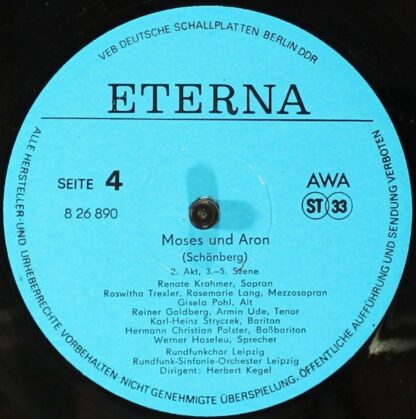 VEB DEUTSCHE SCHALLPLATTEN BERLIN DDR
ETERNA
SEITE 4
AWA
8 26 890
ST 33
Moses und Aron
(Schönberg)
2. Akt, 3.–5. Szene
Renate Krahmer, Sopran
Roswitha Trexler, Rosemarie Lang, Mezzosopran
Gisela Pohl, Alt
Reiner Goldberg, Armin Ude, Tenor
Karl-Heinz Stryczek, Bariton
Hermann Christian Polster, Baßbariton
Werner Haseleu, Sprecher
Rundfunkchor Leipzig
Rundfunk-Sinfonie-Orchester Leipzig
Dirigent: Herbert Kegel
ALLE HERSTELLER- UND URHEBERRECHTE VORBEHALTEN NICHT GENEHMIGTE ÜBERSPIELUNG, ÖFFENTLICHE AUFFÜHRUNG UND SENDUNG VERBOTEN